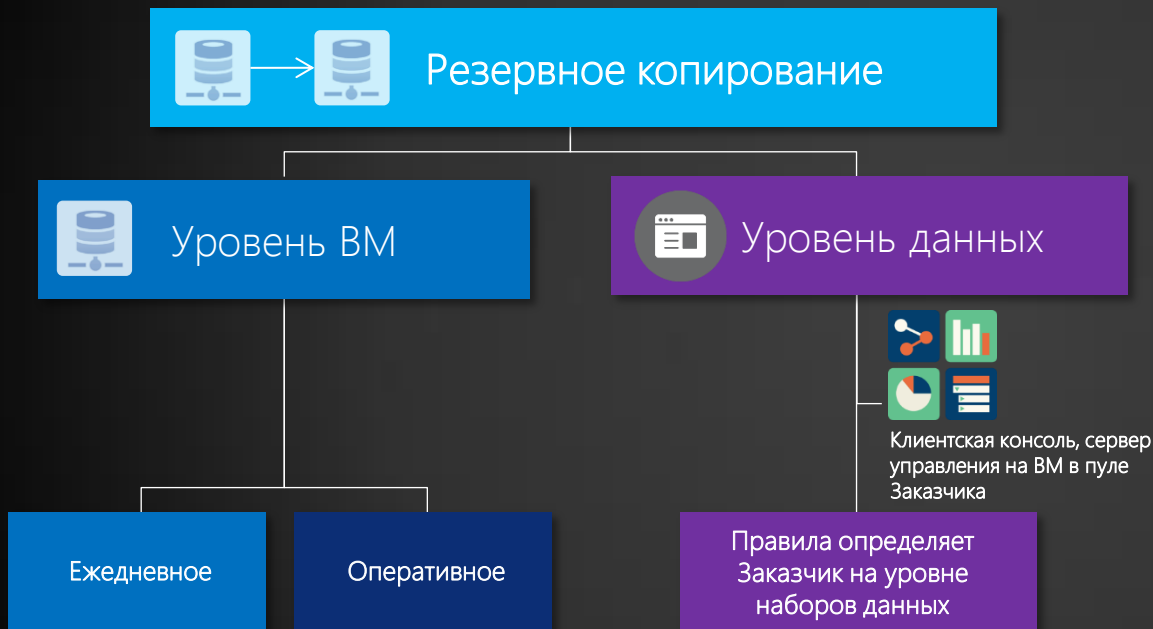 Резервное копирование
Уровень ВМ
Уровень данных
Клиентская консоль, сервер
управления на ВМ в пуле
Заказчика
Ежедневное
Оперативное
Правила определяет
Заказчик на уровне
наборов данных